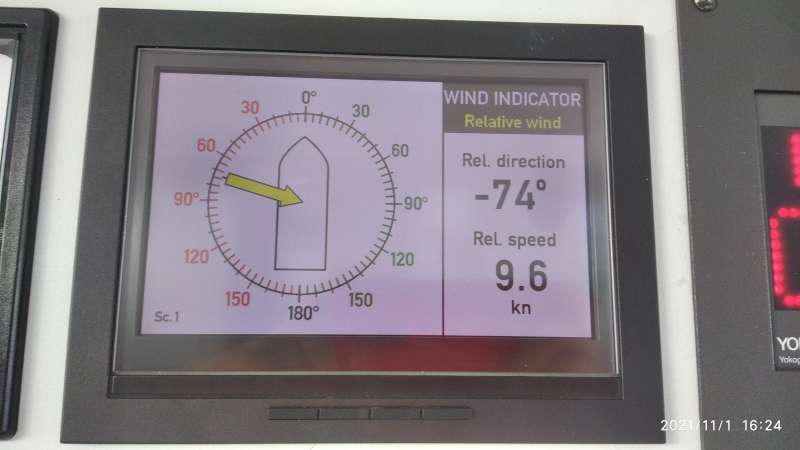 0°
30
30
60
60
90°
90°
120
120
150
150
180°
Sc.1
WIND INDICATOR
Relative wind
Rel. direction
-74°
Rel. speed
9.6
kn
2021/11/1 16:24